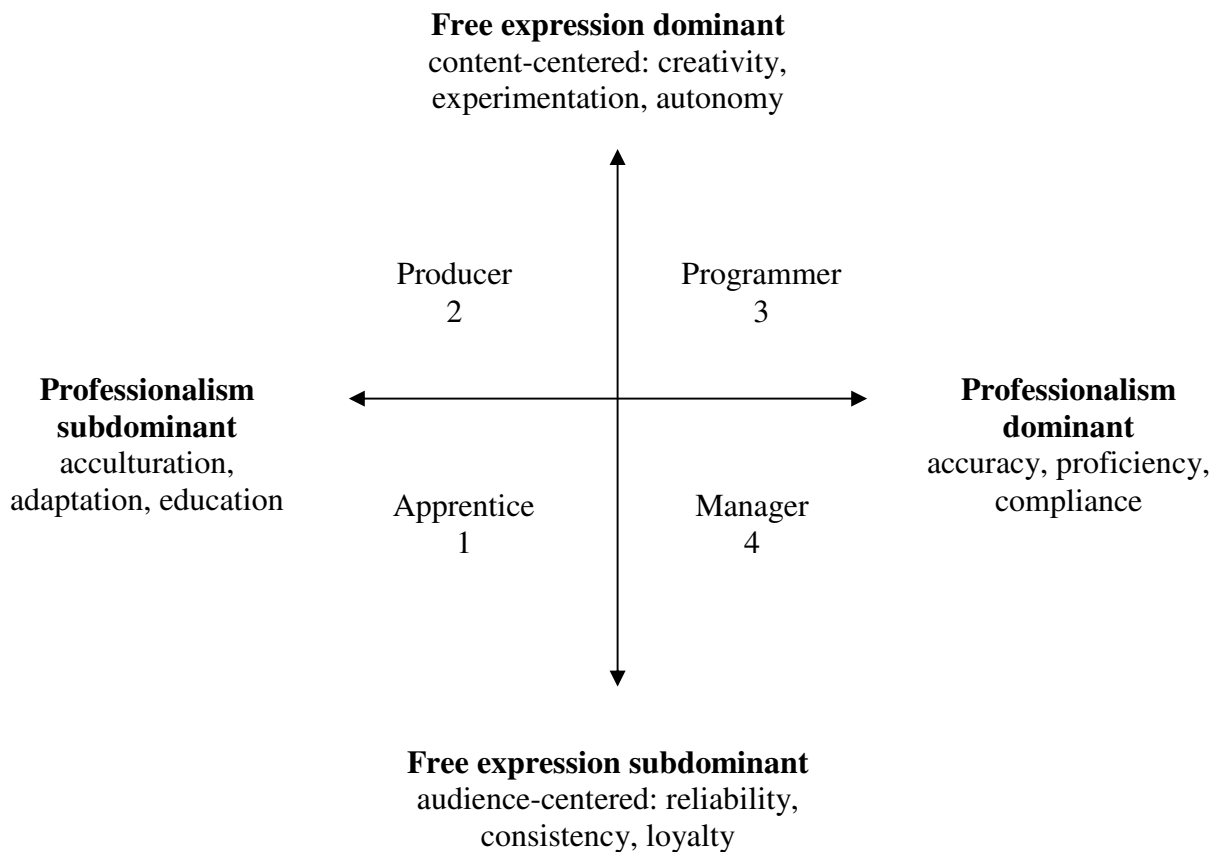 Free expression dominant
content-centered: creativity,
experimentation, autonomy
Producer
2
Programmer
3
Professionalism
subdominant
acculturation,
adaptation, education
Professionalism
dominant
accuracy, proficiency,
compliance
Apprentice
1
Manager
4
Free expression subdominant
audience-centered: reliability,
consistency, loyalty